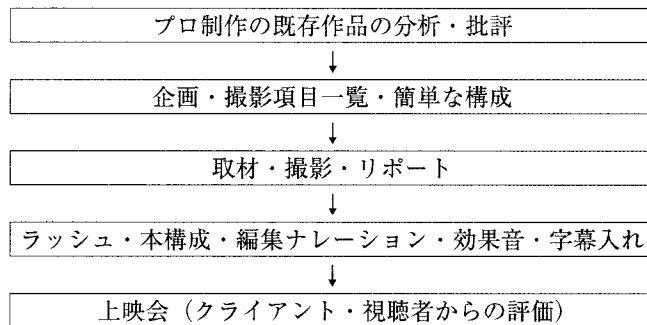 プロ制作の既存作品の分析・批評
↓
企画・撮影項目一覧・簡単な構成
↓
取材・撮影・リポート
↓
ラッシュ・本構成・編集ナレーション・効果音・字幕入れ
↓
上映会（クライアント・視聴者からの評価）